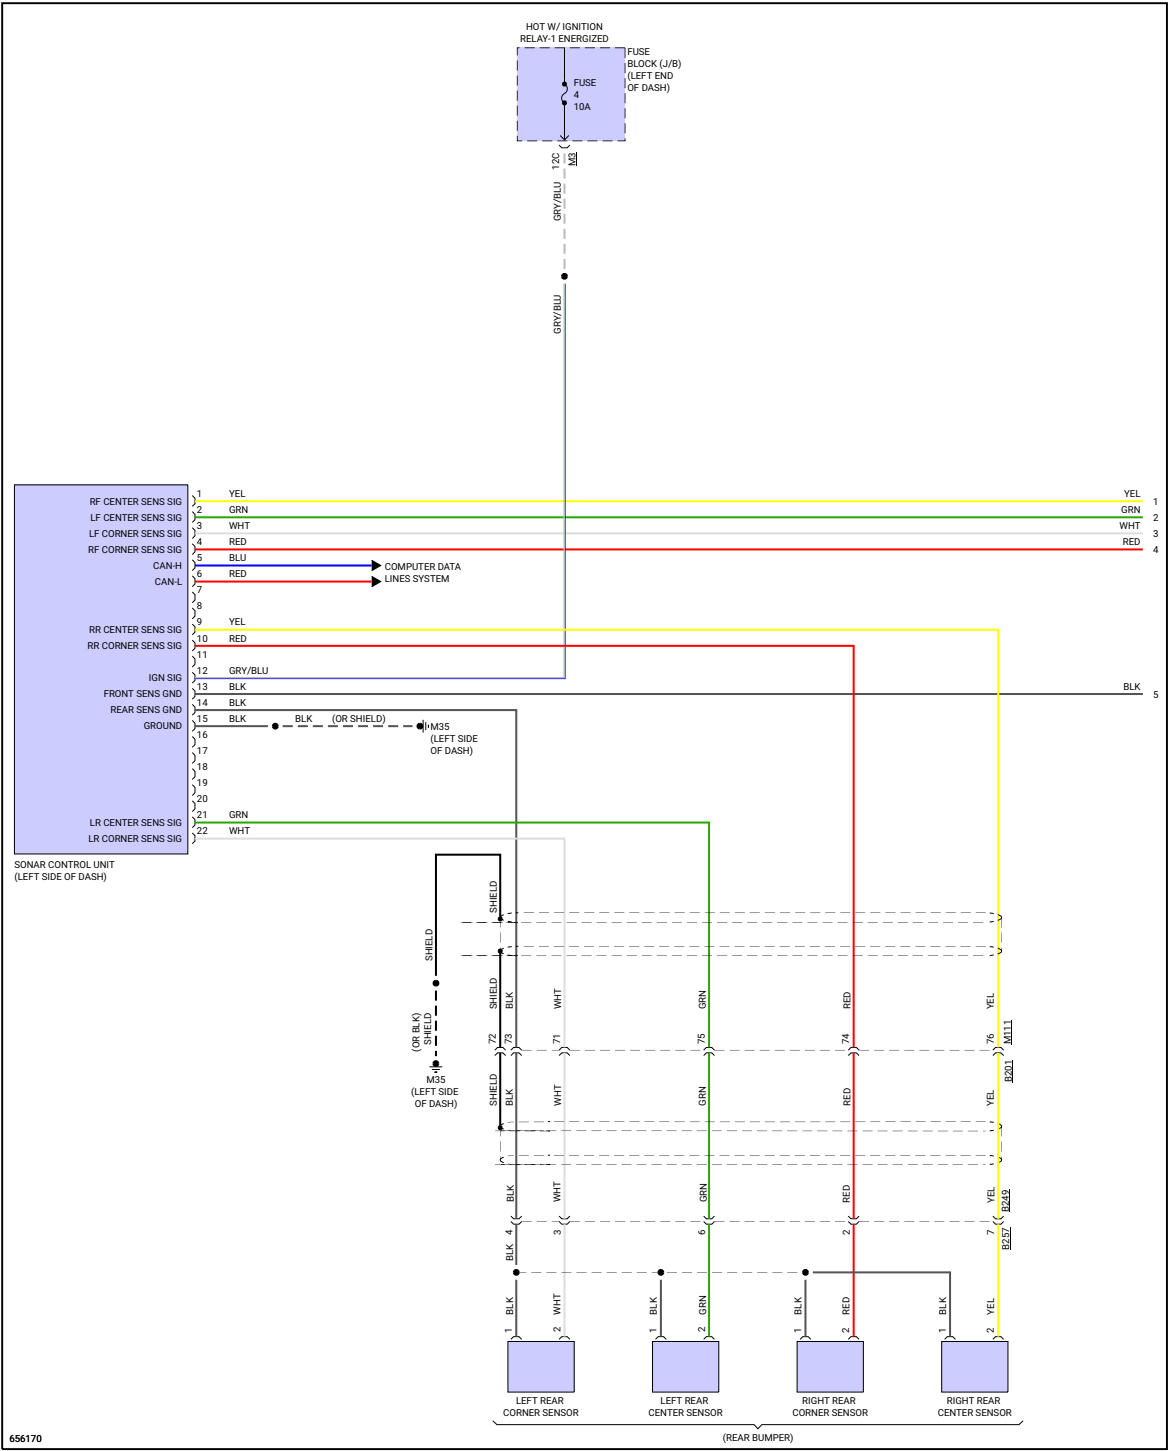 HOT W/ IGNITION
RELAY-1 ENERGIZED
FUSE
BLOCK (J/B)
(LEFT END
OF DASH)
FUSE
4
10A
12C
M3
GRY/BLU
GRY/BLU
RF CENTER SENS SIG 1 YEL YEL 1
LF CENTER SENS SIG 2 GRN GRN 2
LF CORNER SENS SIG 3 WHT WHT 3
RF CORNER SENS SIG 4 RED RED 4
CAN-H 5 BLU
CAN-L 6 RED
COMPUTER DATA
LINES SYSTEM
7
8
RR CENTER SENS SIG 9 YEL
RR CORNER SENS SIG 10 RED
11
IGN SIG 12 GRY/BLU
FRONT SENS GND 13 BLK BLK 5
REAR SENS GND 14 BLK
GROUND 15 BLK BLK (OR SHIELD)
M35
(LEFT SIDE
OF DASH)
16
17
18
19
20
LR CENTER SENS SIG 21 GRN
LR CORNER SENS SIG 22 WHT
SONAR CONTROL UNIT
(LEFT SIDE OF DASH)
SHIELD
SHIELD
SHIELD BLK WHT GRN RED YEL
(OR BLK)
SHIELD
72 73 71 75 74 76 M111
M35
(LEFT SIDE
OF DASH)
B201
SHIELD BLK WHT GRN RED YEL
BLK WHT GRN RED YEL B249
4 3 6 2 7 B257
BLK
BLK WHT BLK GRN BLK RED BLK YEL
1 2 1 2 1 2 1 2
LEFT REAR
CORNER SENSOR
LEFT REAR
CENTER SENSOR
RIGHT REAR
CORNER SENSOR
RIGHT REAR
CENTER SENSOR
(REAR BUMPER)
656170